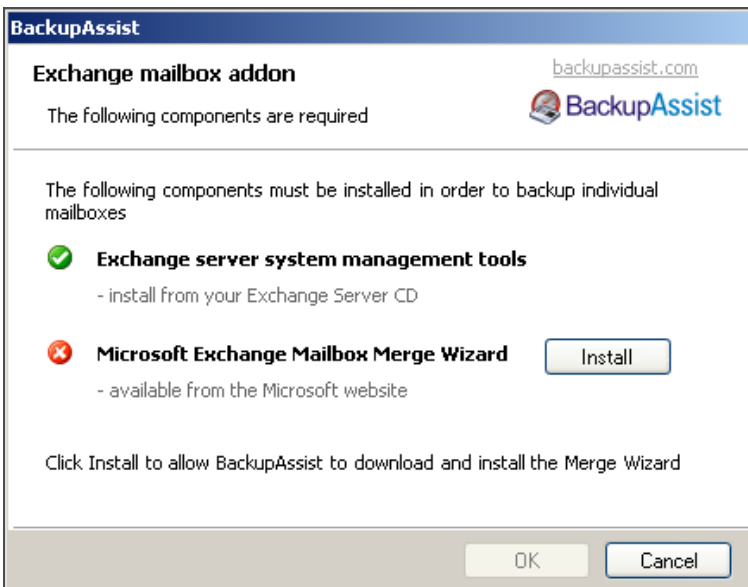 BackupAssist
Exchange mailbox addon
backupassist.com
The following components are required
BackupAssist
The following components must be installed in order to backup individual
mailboxes
Exchange server system management tools
- install from your Exchange Server CD
Microsoft Exchange Mailbox Merge Wizard
Install
- available from the Microsoft website
Click Install to allow BackupAssist to download and install the Merge Wizard
OK
Cancel